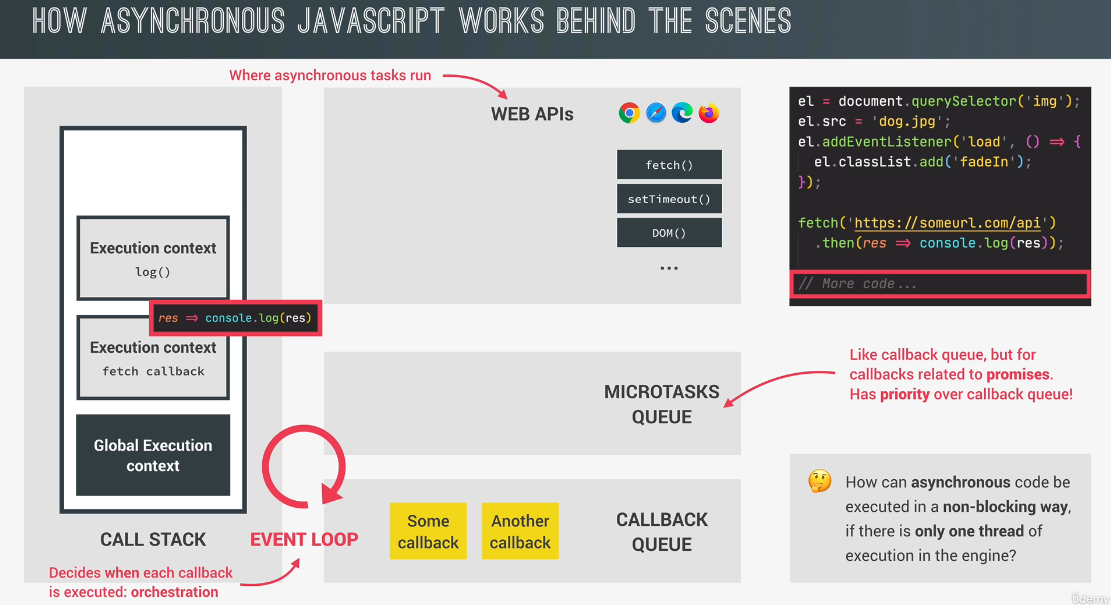 HOW ASYNCHRONOUS JAVASCRIPT WORKS BEHIND THE SCENES
Where asynchronous tasks run
WEB APIs
fetch()
setTimeout()
DOM()
...
el = document.querySelector('img');
el.src = 'dog.jpg';
el.addEventListener('load', () => {
el.classList.add('fadeIn');
});
fetch('https://someurl.com/api')
.then(res => console.log(res));
// More code...
Execution context
log()
res => console.log(res)
Execution context
fetch callback
Global Execution
context
CALL STACK
EVENT LOOP
Decides when each callback
is executed: orchestration
MICROTASKS
QUEUE
Like callback queue, but for
callbacks related to promises.
Has priority over callback queue!
Some
callback
Another
callback
CALLBACK
QUEUE
How can asynchronous code be
executed in a non-blocking way,
if there is only one thread of
execution in the engine?
ûdemy